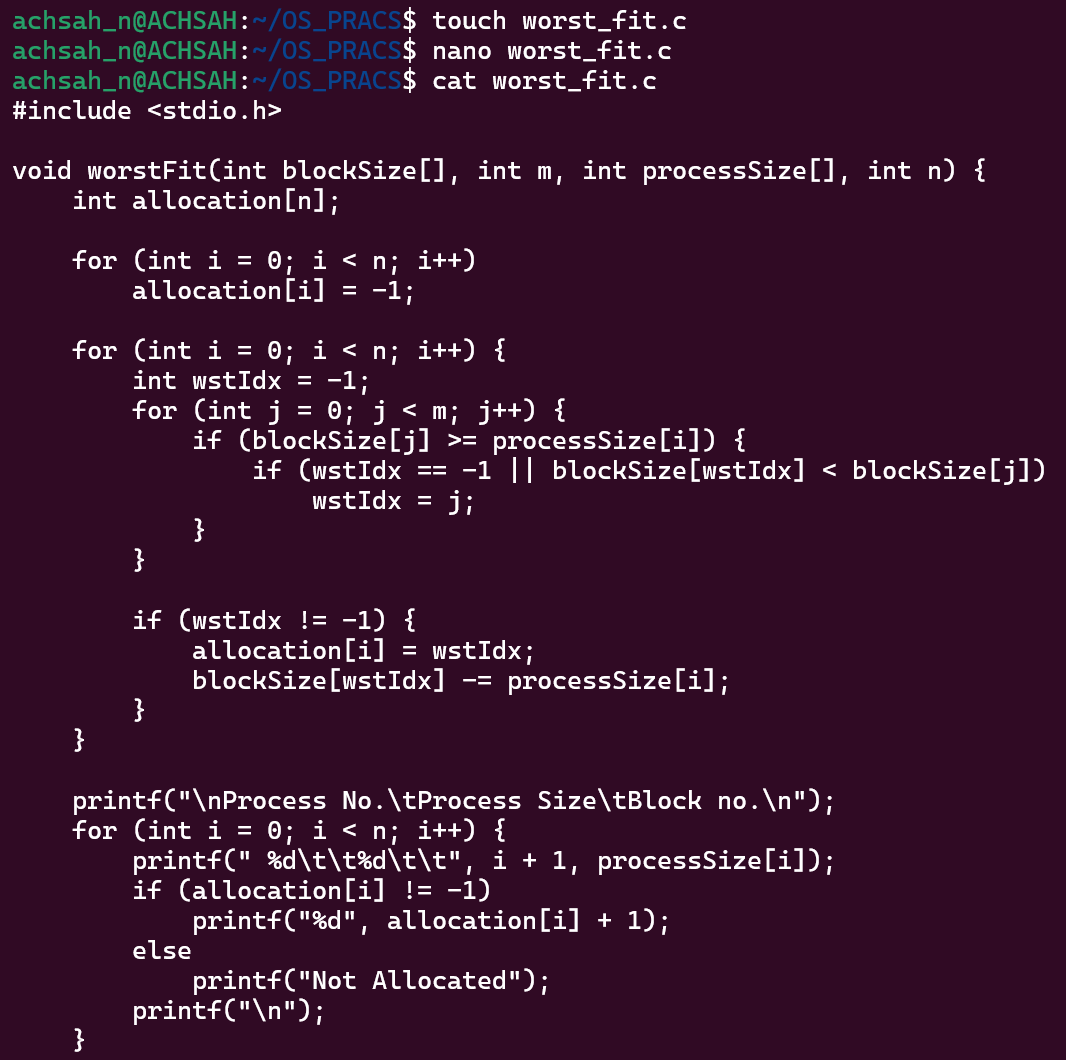 achsah_n@ACHSAH:~/OS_PRACS$ touch worst_fit.c
achsah_n@ACHSAH:~/OS_PRACS$ nano worst_fit.c
achsah_n@ACHSAH:~/OS_PRACS$ cat worst_fit.c
#include <stdio.h>

void worstFit(int blockSize[], int m, int processSize[], int n) {
    int allocation[n];

    for (int i = 0; i < n; i++)
        allocation[i] = -1;

    for (int i = 0; i < n; i++) {
        int wstIdx = -1;
        for (int j = 0; j < m; j++) {
            if (blockSize[j] >= processSize[i]) {
                if (wstIdx == -1 || blockSize[wstIdx] < blockSize[j])
                    wstIdx = j;
            }
        }

        if (wstIdx != -1) {
            allocation[i] = wstIdx;
            blockSize[wstIdx] -= processSize[i];
        }
    }

    printf("\nProcess No.\tProcess Size\tBlock no.\n");
    for (int i = 0; i < n; i++) {
        printf(" %d\t\t%d\t\t", i + 1, processSize[i]);
        if (allocation[i] != -1)
            printf("%d", allocation[i] + 1);
        else
            printf("Not Allocated");
        printf("\n");
    }